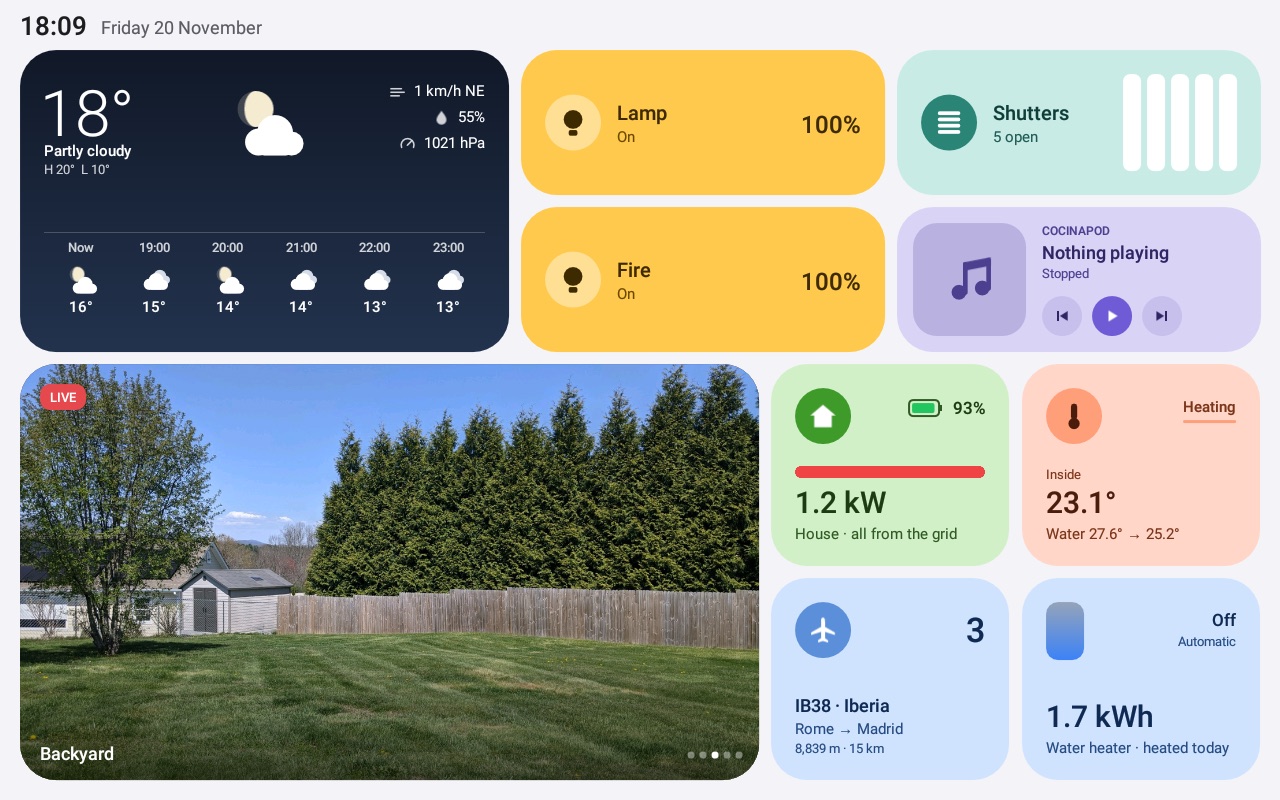 18:09 Friday 20 November
18°
Partly cloudy
H 20° L 10°
1 km/h NE
55%
1021 hPa
Now 19:00 20:00 21:00 22:00 23:00
16° 15° 14° 14° 13° 13°
Lamp
On
100%
Shutters
5 open
Fire
On
100%
COCINAPOD
Nothing playing
Stopped
LIVE
Backyard
93%
1.2 kW
House · all from the grid
Heating
Inside
23.1°
Water 27.6° → 25.2°
3
IB38 · Iberia
Rome → Madrid
8,839 m · 15 km
Off
Automatic
1.7 kWh
Water heater · heated today